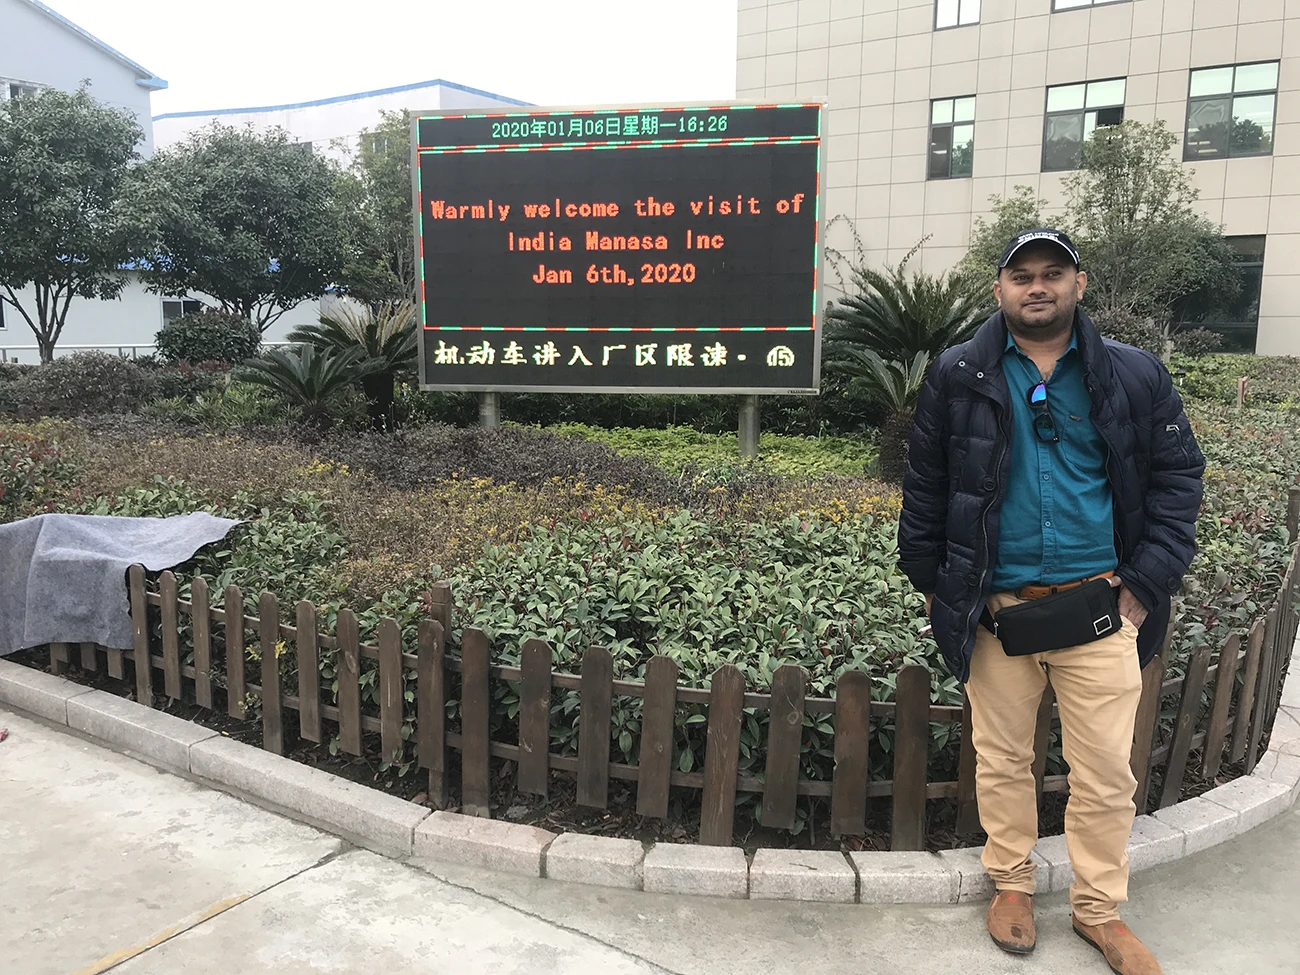 2020年01月06日星期一16:26
Warmly welcome the visit of
India Manasa Inc
Jan 6th,2020
机动车进入厂区限速·⑮